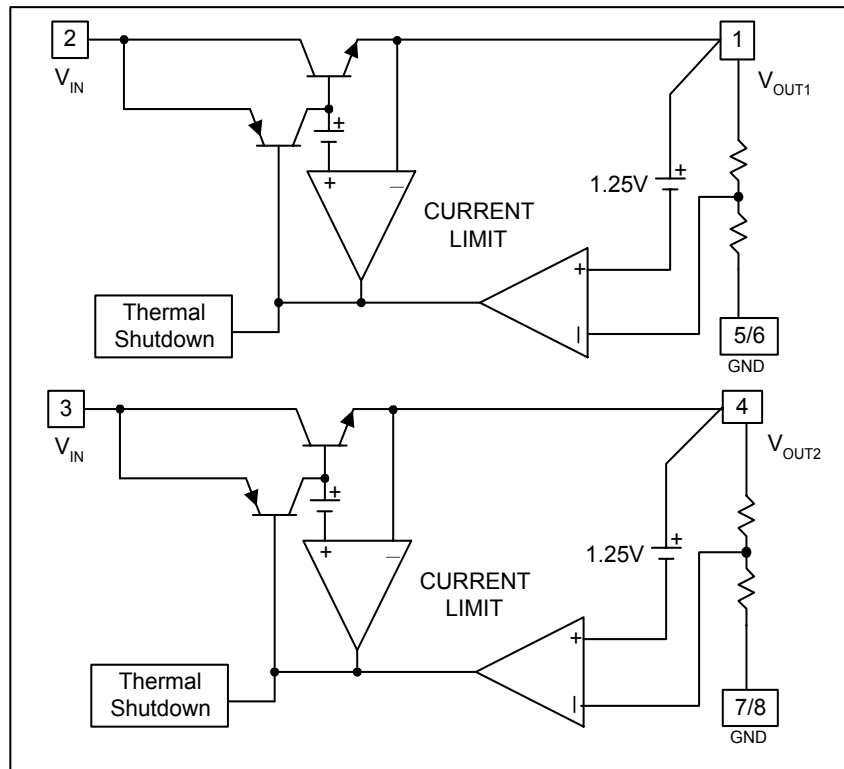 2
V_IN
1
V_OUT1
+
+
−
CURRENT
LIMIT
1.25V
+
+
−
Thermal
Shutdown
5/6
GND
3
V_IN
4
V_OUT2
+
+
−
CURRENT
LIMIT
1.25V
+
+
−
Thermal
Shutdown
7/8
GND